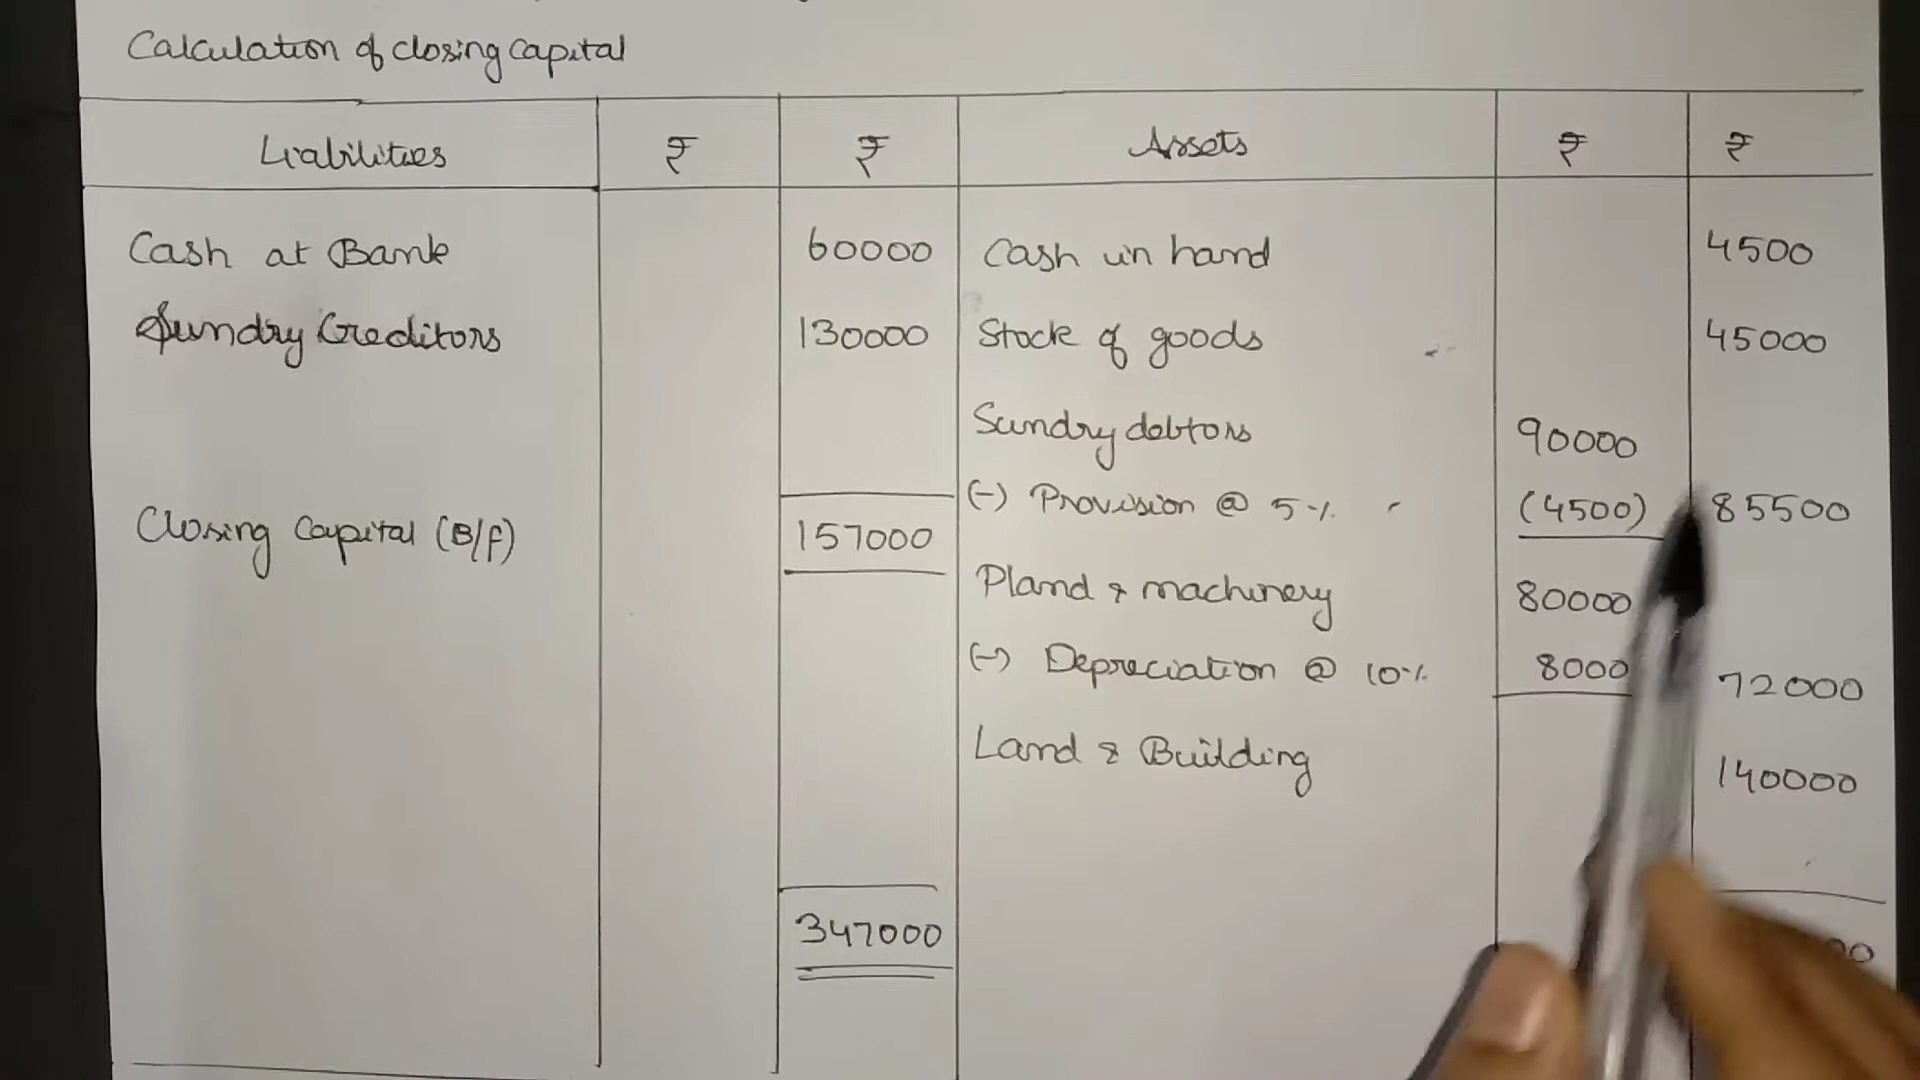 Calculation of closing capital
Liabilities ₹ ₹ Assets ₹ ₹
Cash at Bank 60000 Cash in hand 4500
Sundry Creditors 130000 Stock of goods 45000
Sundry debtors 90000
Closing Capital (B/f) 157000 (-) Provision @ 5% (4500) 85500
Pland & machinery 80000
(-) Depreciation @ 10% 8000 72000
Land & Building 140000
347000